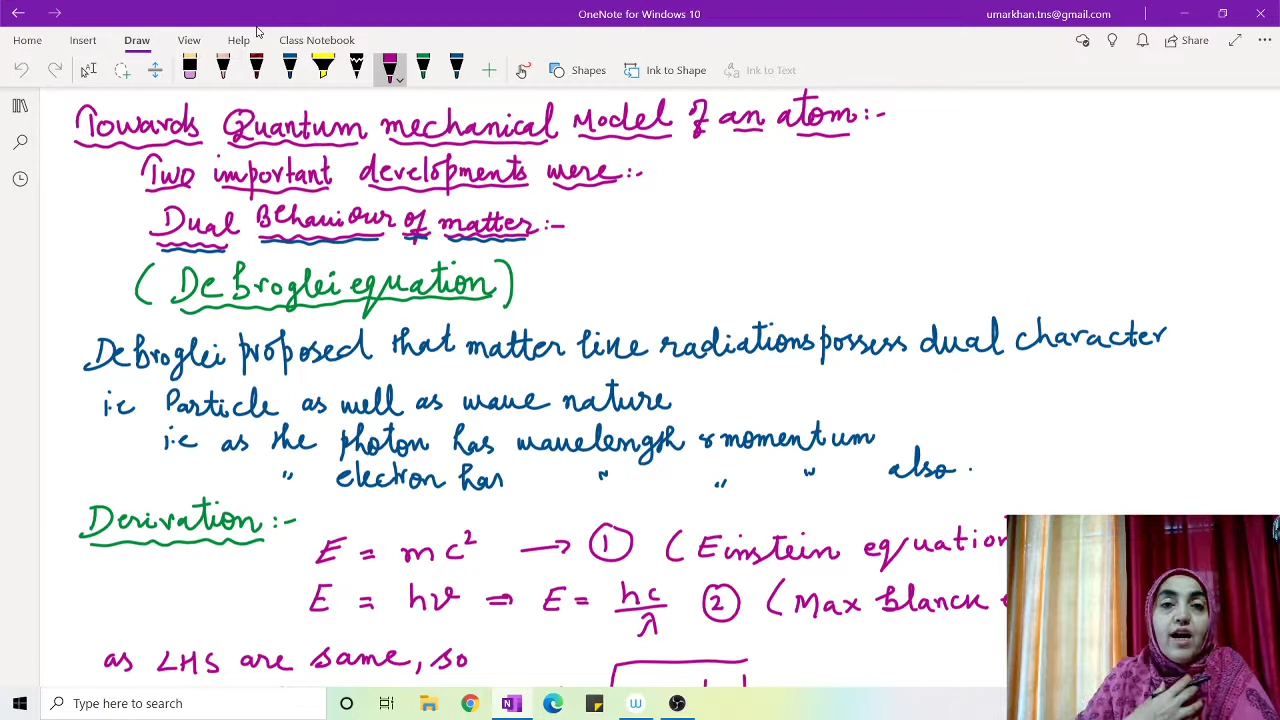 OneNote for Windows 10
umarkhan.tns@gmail.com
Home Insert Draw View Help Class Notebook
Share
Shapes Ink to Shape Ink to Text
Towards Quantum mechanical Model of an atom:-
Two important developments were:-
Dual Behaviour of matter:-
(De Broglei equation)
De Broglei proposed that matter line radiations possess dual character
i.e Particle as well as wave nature
i.e as the photon has wavelength & momentum
" electron has " " " also.
Derivation:-
E = mc² → ① (Einstein equation
E = hν ⇒ E = hc/λ ② (Max Blanck
as LHS are same, so
Type here to search